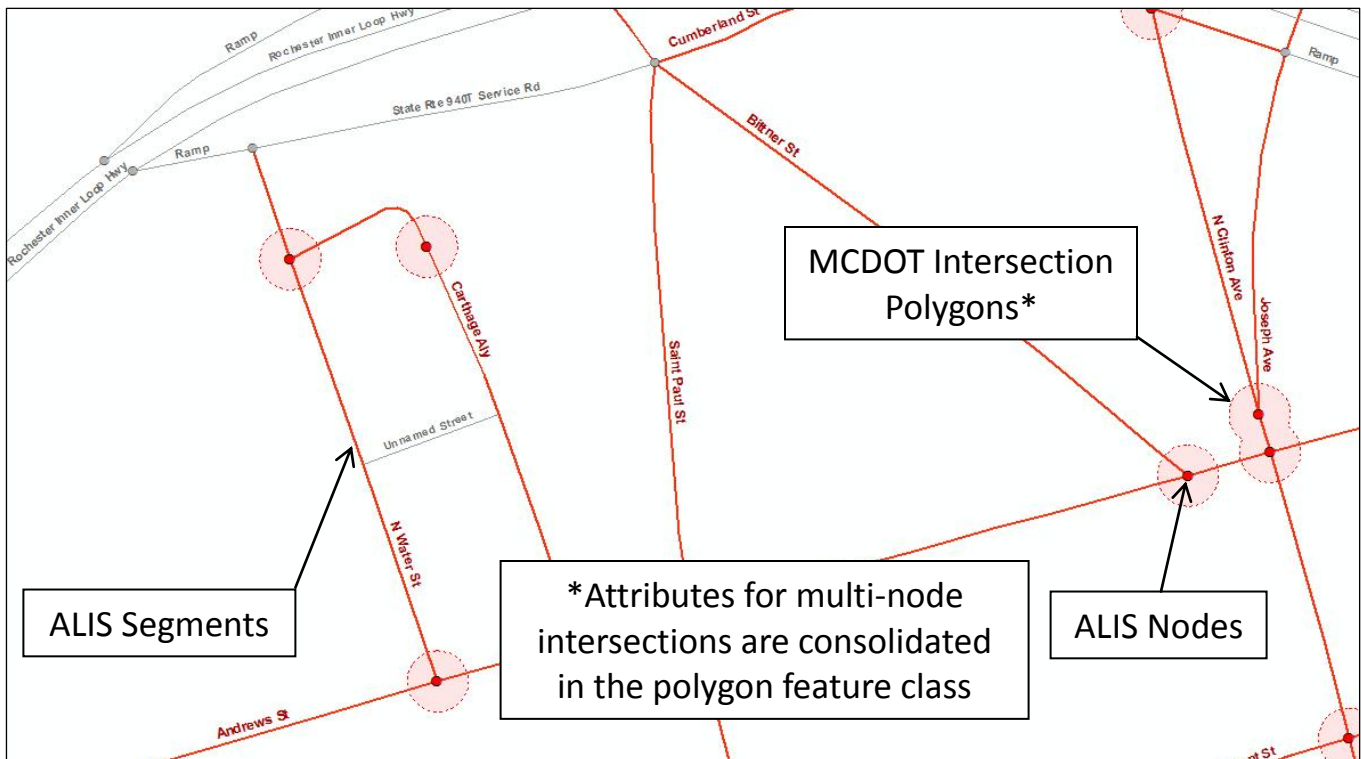 Ramp
Rochester Inner Loop Hwy
Cumberland St
Ramp
State Rte 940T Service Rd
Bittner St
Ramp
Rochester Inner Loop Hwy
N Clinton Ave
MCDOT Intersection
Polygons*
Carthage Aly
Joseph Ave
Saint Paul St
Unnamed Street
N Water St
ALIS Segments
*Attributes for multi-node
intersections are consolidated
in the polygon feature class
ALIS Nodes
Andrews St
St